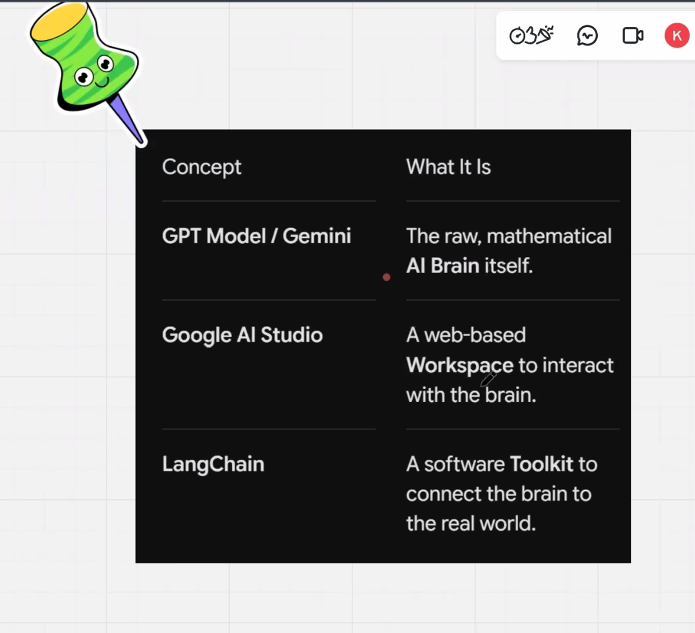 K
Concept
What It Is
GPT Model / Gemini
The raw, mathematical
AI Brain itself.
Google AI Studio
A web-based
Workspace to interact
with the brain.
LangChain
A software Toolkit to
connect the brain to
the real world.